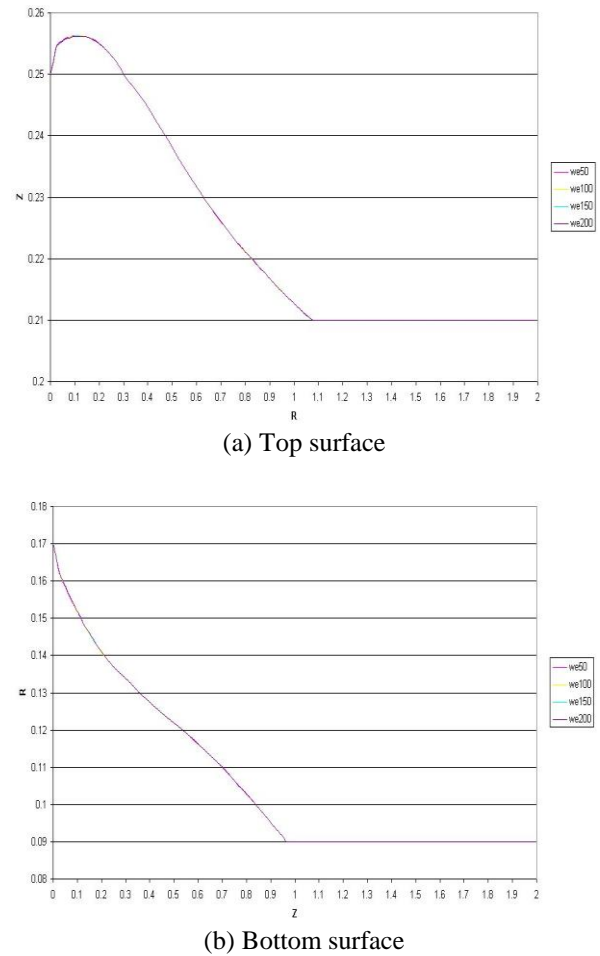 0.26
0.25
0.24
Z 0.23
0.22
0.21
0.2
0 0.1 0.2 0.3 0.4 0.5 0.6 0.7 0.8 0.9 1 1.1 1.2 1.3 1.4 1.5 1.6 1.7 1.8 1.9 2
R
we50
we100
we150
we200
(a) Top surface
0.18
0.17
0.16
0.15
0.14
R 0.13
0.12
0.11
0.1
0.09
0.08
0 0.1 0.2 0.3 0.4 0.5 0.6 0.7 0.8 0.9 1 1.1 1.2 1.3 1.4 1.5 1.6 1.7 1.8 1.9 2
Z
we50
we100
we150
we200
(b) Bottom surface